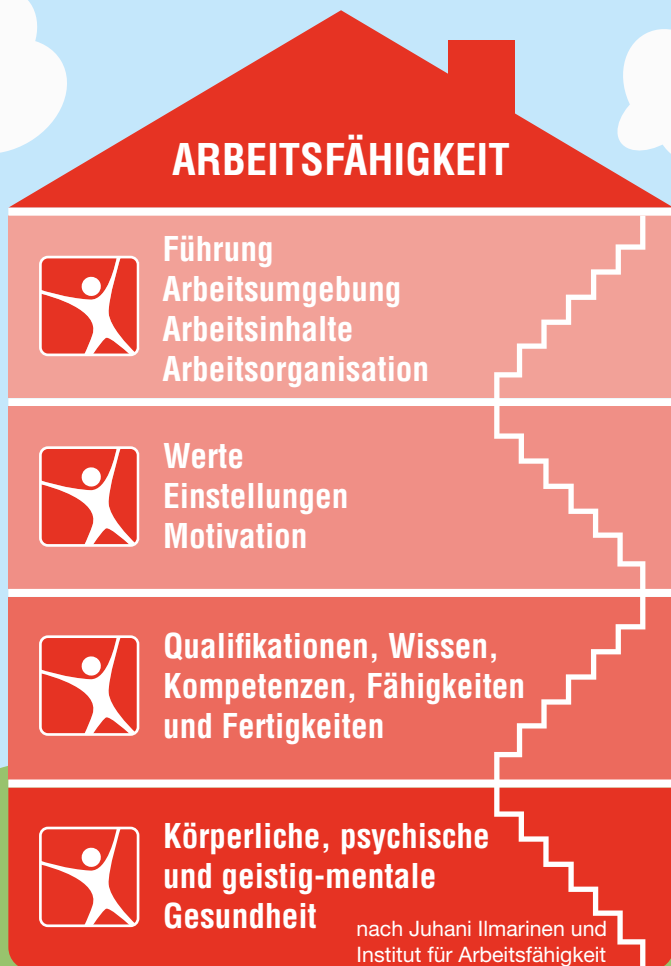 ARBEITSFÄHIGKEIT
Führung
Arbeitsumgebung
Arbeitsinhalte
Arbeitsorganisation
Werte
Einstellungen
Motivation
Qualifikationen, Wissen,
Kompetenzen, Fähigkeiten
und Fertigkeiten
Körperliche, psychische
und geistig-mentale
Gesundheit
nach Juhani Ilmarinen und
Institut für Arbeitsfähigkeit